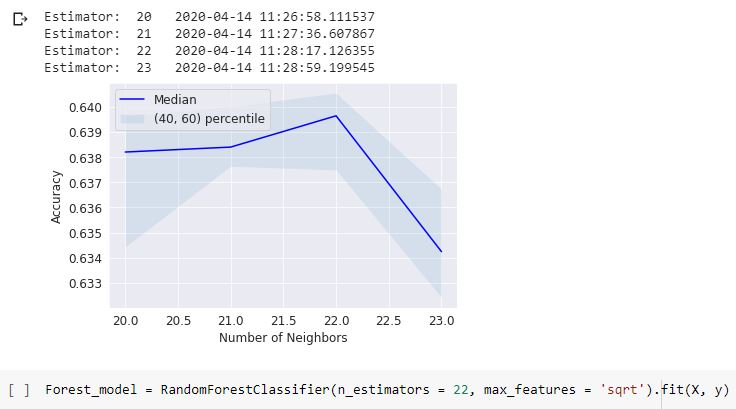 Estimator:  20   2020-04-14 11:26:58.111537
Estimator:  21   2020-04-14 11:27:36.607867
Estimator:  22   2020-04-14 11:28:17.126355
Estimator:  23   2020-04-14 11:28:59.199545
Median
(40, 60) percentile
0.640
0.639
0.638
0.637
0.636
0.635
0.634
0.633
Accuracy
20.0 20.5 21.0 21.5 22.0 22.5 23.0
Number of Neighbors
[ ] Forest_model = RandomForestClassifier(n_estimators = 22, max_features = 'sqrt').fit(X, y)